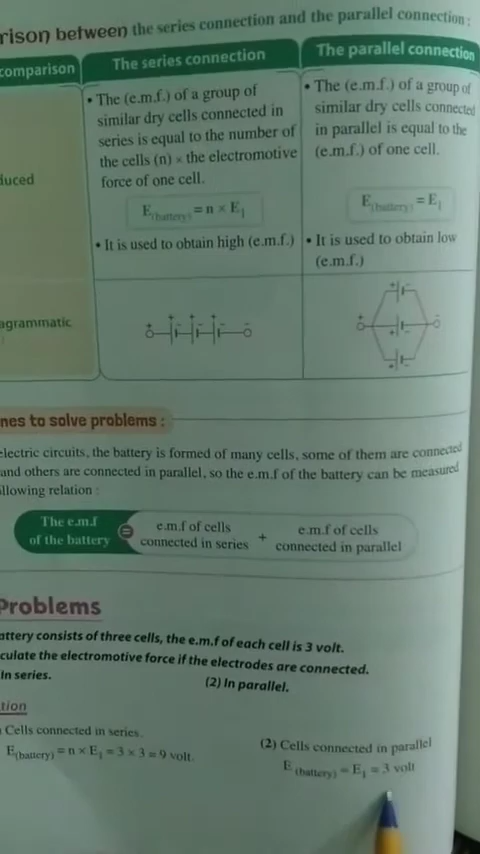 rison between the series connection and the parallel connection :
comparison
The series connection
The parallel connection
duced
• The (e.m.f.) of a group of
similar dry cells connected in
series is equal to the number of
the cells (n) × the electromotive
force of one cell.
E(battery) = n × E1
• It is used to obtain high (e.m.f.)
• The (e.m.f.) of a group of
similar dry cells connected
in parallel is equal to the
(e.m.f.) of one cell.
E(battery) = E1
• It is used to obtain low
(e.m.f.)
agrammatic
nes to solve problems :
electric circuits, the battery is formed of many cells, some of them are connected
and others are connected in parallel, so the e.m.f of the battery can be measured
llowing relation :
The e.m.f
of the battery
=
e.m.f of cells
connected in series
+
e.m.f of cells
connected in parallel
Problems
attery consists of three cells, the e.m.f of each cell is 3 volt.
culate the electromotive force if the electrodes are connected.
In series.
(2) In parallel.
tion
Cells connected in series.
E(battery) = n × E1 = 3 × 3 = 9 volt.
(2) Cells connected in parallel
E (battery) = E1 = 3 volt